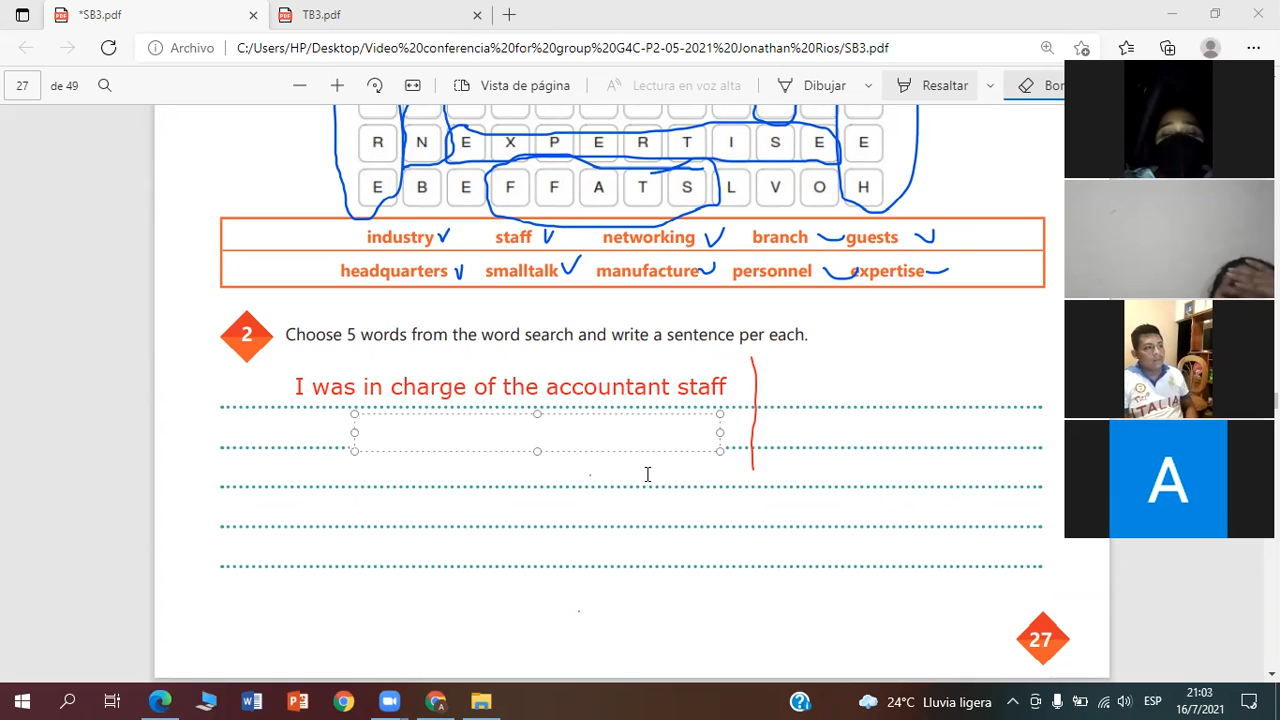 *SB3.pdf
TB3.pdf
Archivo
C:/Users/HP/Desktop/Video%20conferencia%20for%20group%20G4C-P2-05-2021%20Jonathan%20Rios/SB3.pdf
27
de 49
Vista de página
Lectura en voz alta
Dibujar
Resaltar
Bor
R N E X P E R T I S E E
E B E F F A T S L V O H
industry staff networking branch guests
headquarters smalltalk manufacture personnel expertise
2 Choose 5 words from the word search and write a sentence per each.
I was in charge of the accountant staff
ITALIA
A
27
24°C Lluvia ligera
ESP
21:03
16/7/2021